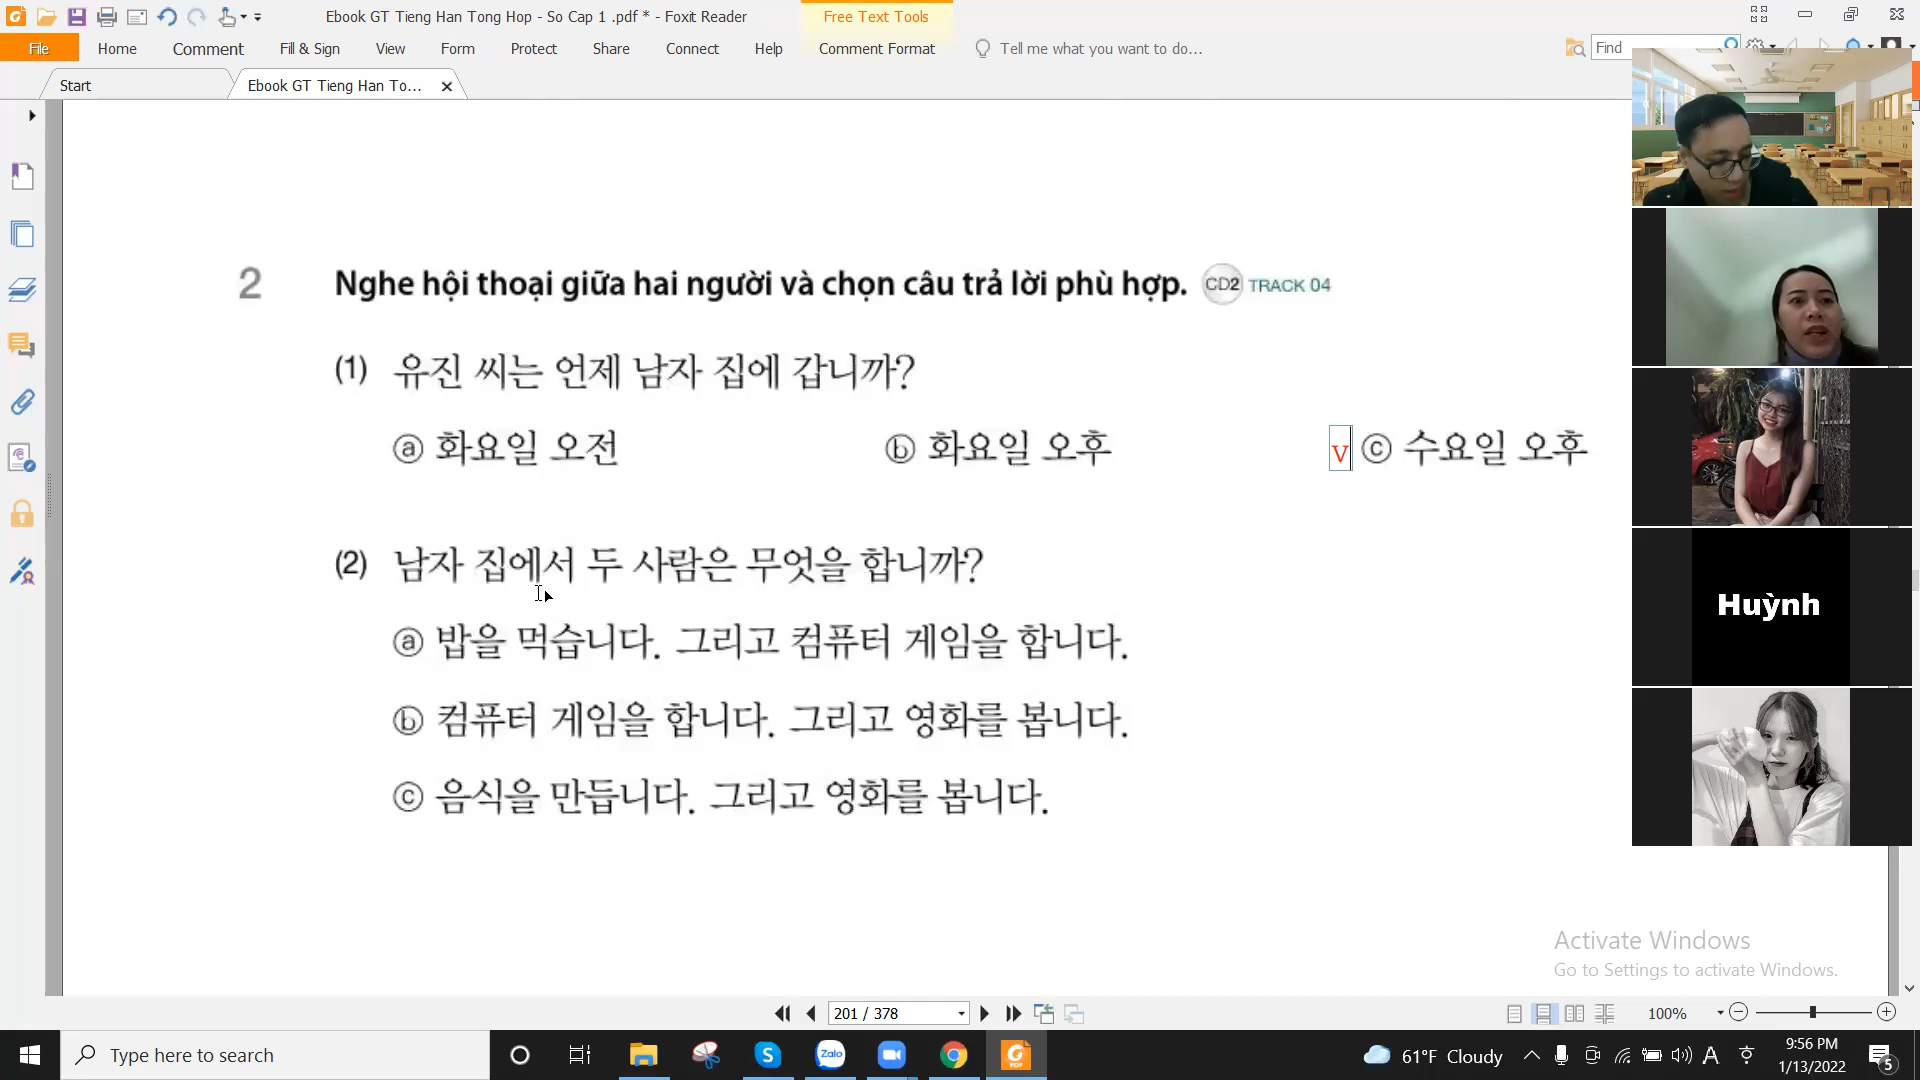 Ebook GT Tieng Han Tong Hop - So Cap 1 .pdf * - Foxit Reader
Free Text Tools
File Home Comment Fill & Sign View Form Protect Share Connect Help Comment Format Tell me what you want to do... Find
Start Ebook GT Tieng Han To...
2 Nghe hội thoại giữa hai người và chọn câu trả lời phù hợp. CD2 TRACK 04
(1) 유진 씨는 언제 남자 집에 갑니까?
ⓐ 화요일 오전 ⓑ 화요일 오후 V ⓒ 수요일 오후
(2) 남자 집에서 두 사람은 무엇을 합니까?
ⓐ 밥을 먹습니다. 그리고 컴퓨터 게임을 합니다.
ⓑ 컴퓨터 게임을 합니다. 그리고 영화를 봅니다.
ⓒ 음식을 만듭니다. 그리고 영화를 봅니다.
Huỳnh
Activate Windows
Go to Settings to activate Windows.
201 / 378 100%
Type here to search Zalo 61°F Cloudy A 9:56 PM
1/13/2022 5